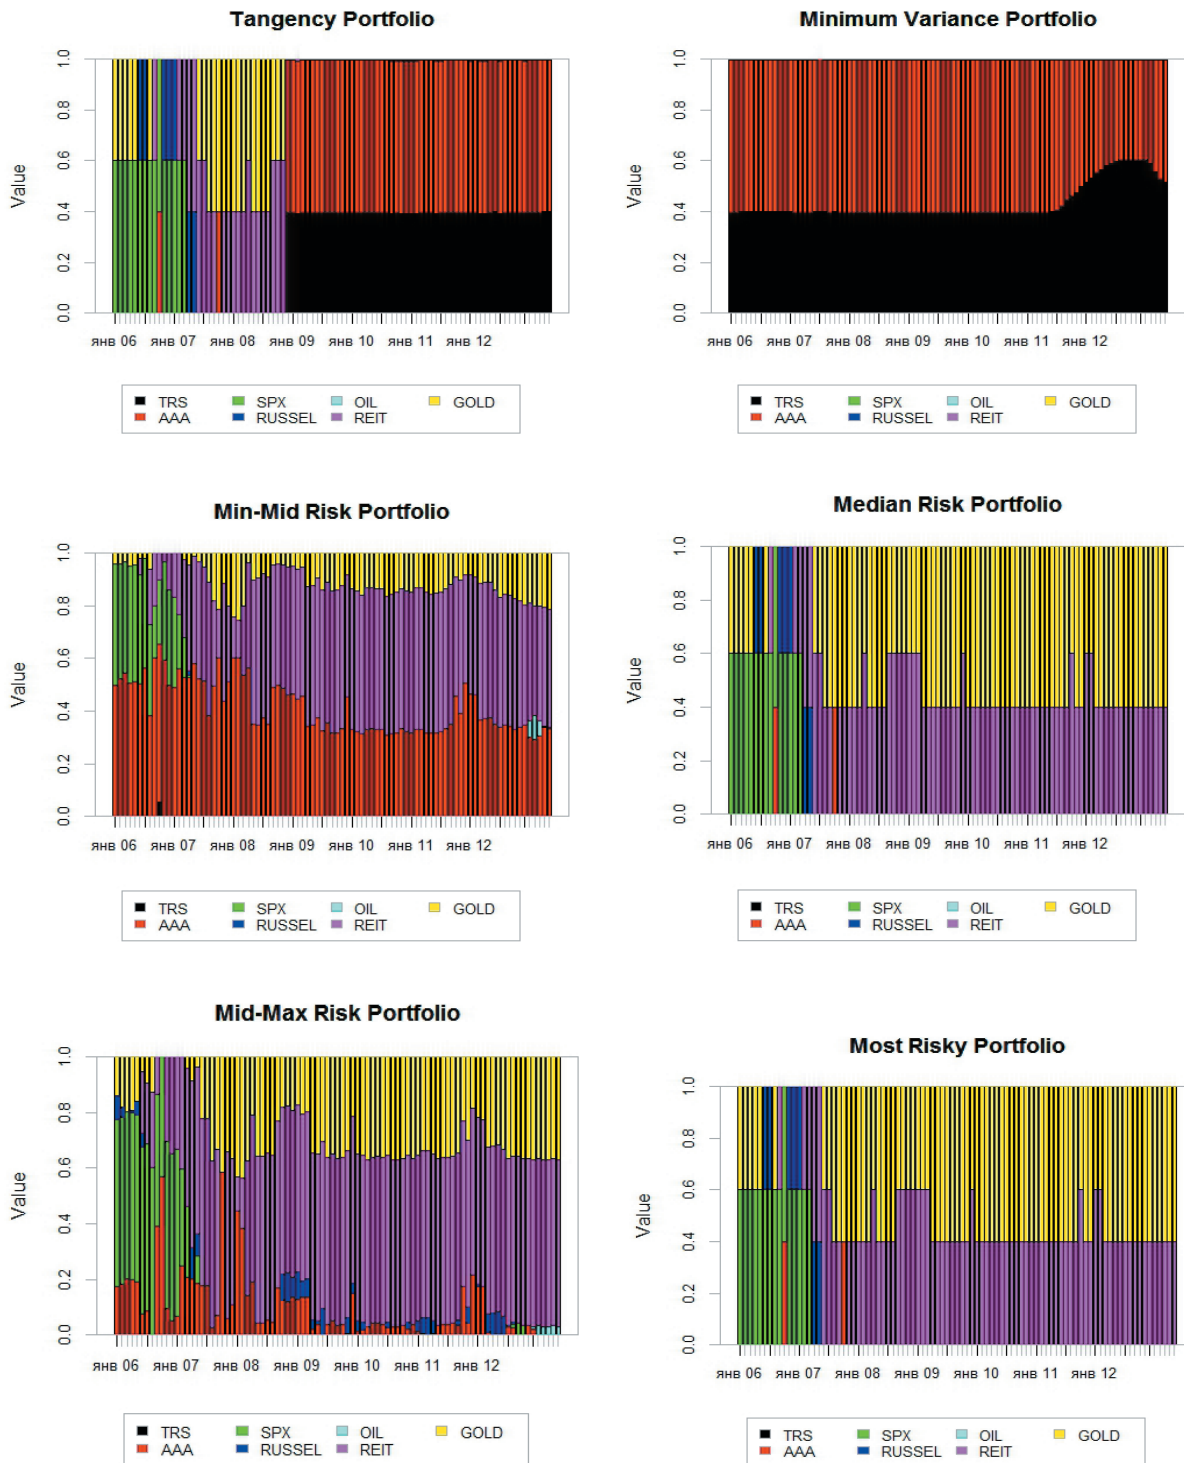 Tangency Portfolio
Value
0.0 0.2 0.4 0.6 0.8 1.0
янв 06 янв 07 янв 08 янв 09 янв 10 янв 11 янв 12
TRS SPX OIL GOLD
AAA RUSSEL REIT
Minimum Variance Portfolio
Value
0.0 0.2 0.4 0.6 0.8 1.0
янв 06 янв 07 янв 08 янв 09 янв 10 янв 11 янв 12
TRS SPX OIL GOLD
AAA RUSSEL REIT
Min-Mid Risk Portfolio
Value
0.0 0.2 0.4 0.6 0.8 1.0
янв 06 янв 07 янв 08 янв 09 янв 10 янв 11 янв 12
TRS SPX OIL GOLD
AAA RUSSEL REIT
Median Risk Portfolio
Value
0.0 0.2 0.4 0.6 0.8 1.0
янв 06 янв 07 янв 08 янв 09 янв 10 янв 11 янв 12
TRS SPX OIL GOLD
AAA RUSSEL REIT
Mid-Max Risk Portfolio
Value
0.0 0.2 0.4 0.6 0.8 1.0
янв 06 янв 07 янв 08 янв 09 янв 10 янв 11 янв 12
TRS SPX OIL GOLD
AAA RUSSEL REIT
Most Risky Portfolio
Value
0.0 0.2 0.4 0.6 0.8 1.0
янв 06 янв 07 янв 08 янв 09 янв 10 янв 11 янв 12
TRS SPX OIL GOLD
AAA RUSSEL REIT